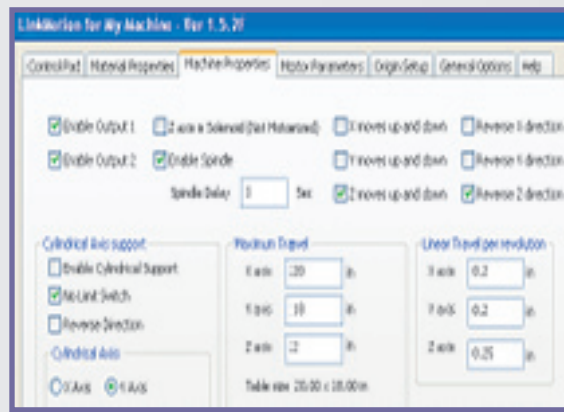 LinkMotion for My Machine - Ver 1.5.2f
Control Pad Material Properties Machine Properties Motor Parameters Origin Setup General Options Help
Enable Output 1 Z axis is Solenoid (Not Motorized) X moves up and down Reverse X direction
Enable Output 2 Enable Spindle Y moves up and down Reverse Y direction
Spindle Delay Sec Z moves up and down Reverse Z direction
Cylindrical Axis support Maximum Travel Linear Travel per revolution
Enable Cylindrical Support X axis 20 in X axis 0.2 in
No Limit Switch Y axis 18 in Y axis 0.2 in
Reverse Direction Z axis 2 in Z axis 0.25 in
Cylindrical Axis
X Axis Y Axis Table size 20.00 x 18.00 in